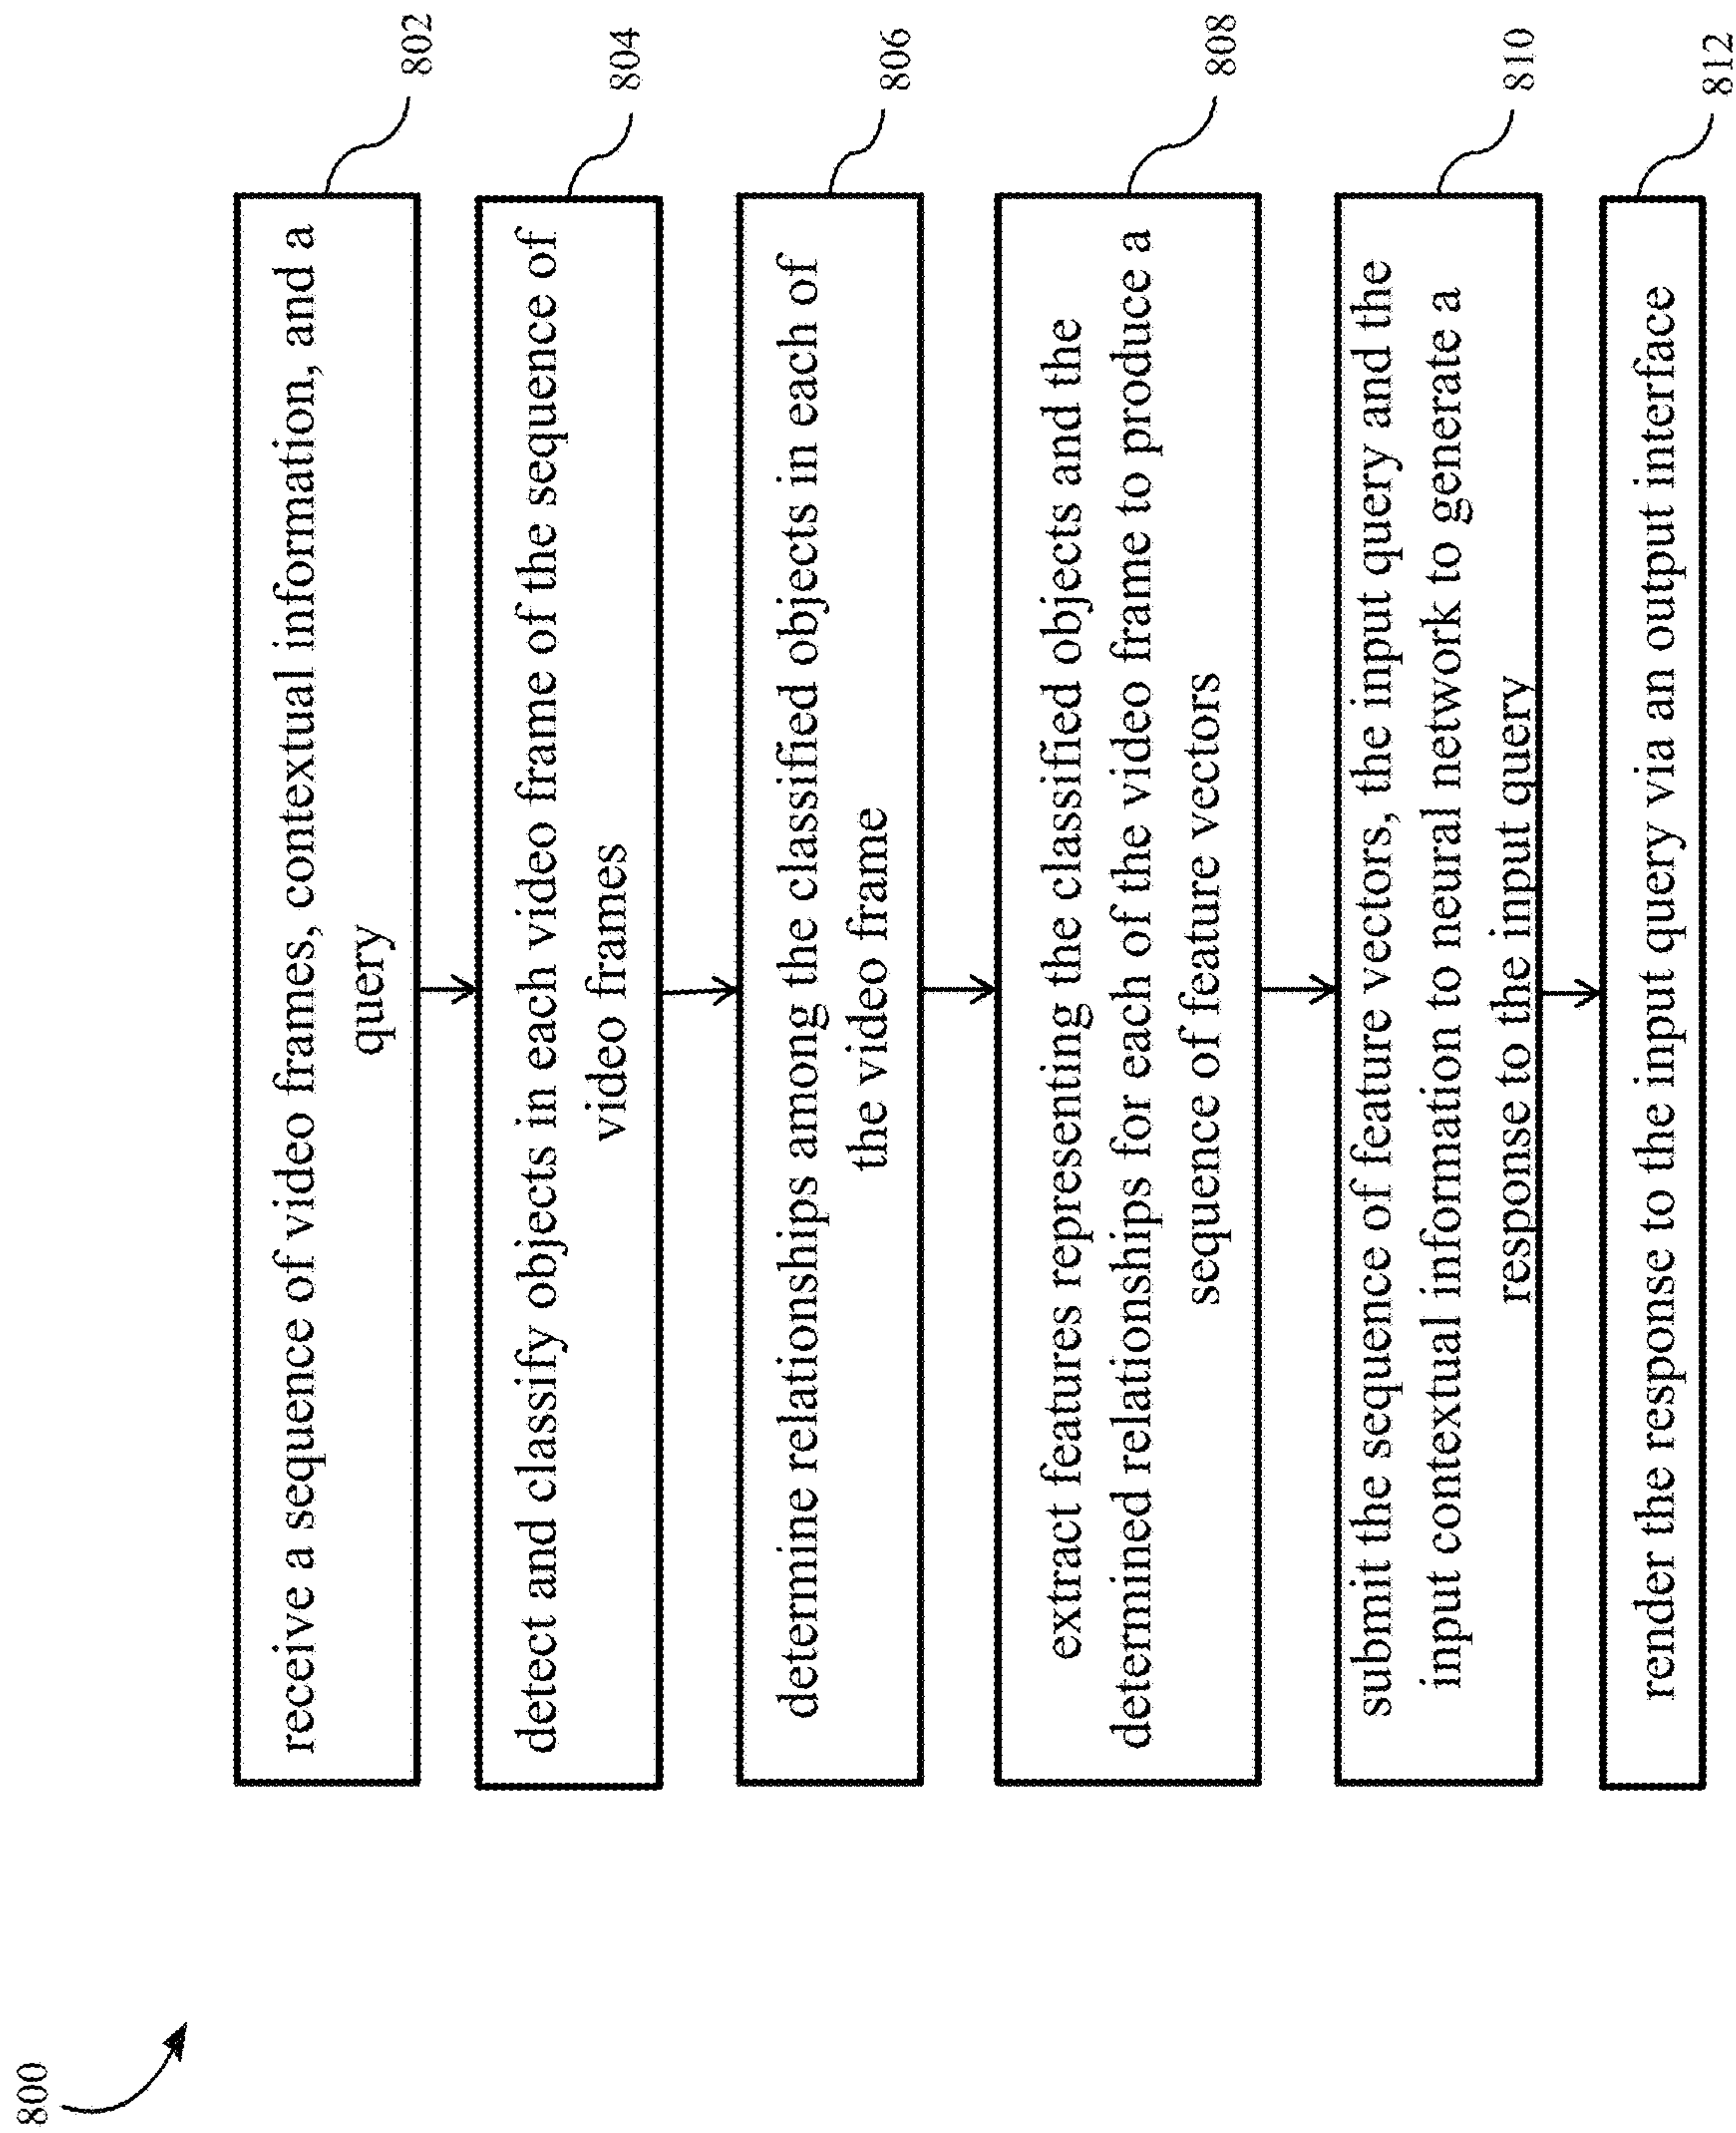 800
receive a sequence of video frames, contextual information, and a
query
802
detect and classify objects in each video frame of the sequence of
video frames
804
determine relationships among the classified objects in each of
the video frame
806
extract features representing the classified objects and the
determined relationships for each of the video frame to produce a
sequence of feature vectors
808
submit the sequence of feature vectors, the input query and the
input contextual information to neural network to generate a
response to the input query
810
render the response to the input query via an output interface
812